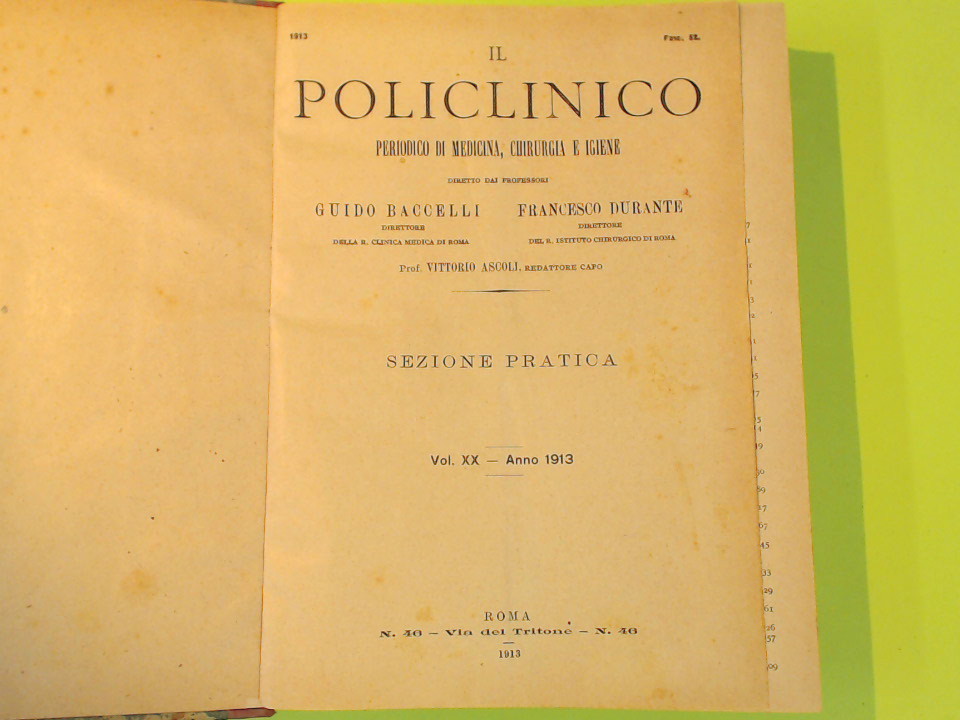 1913
IL
POLICLINICO
PERIODICO DI MEDICINA, CHIRURGIA E IGIENE
DIRETTO DAI PROFESSORI
GUIDO BACCELLI FRANCESCO DURANTE
DIRETTORE DIRETTORE
DELLA R. CLINICA MEDICA DI ROMA DEL R. ISTITUTO CHIRURGICO DI ROMA
Prof. VITTORIO ASCOLI, REDATTORE CAPO
SEZIONE PRATICA
Vol. XX — Anno 1913
ROMA
N. 46 – Via del Tritone – N. 46
1913